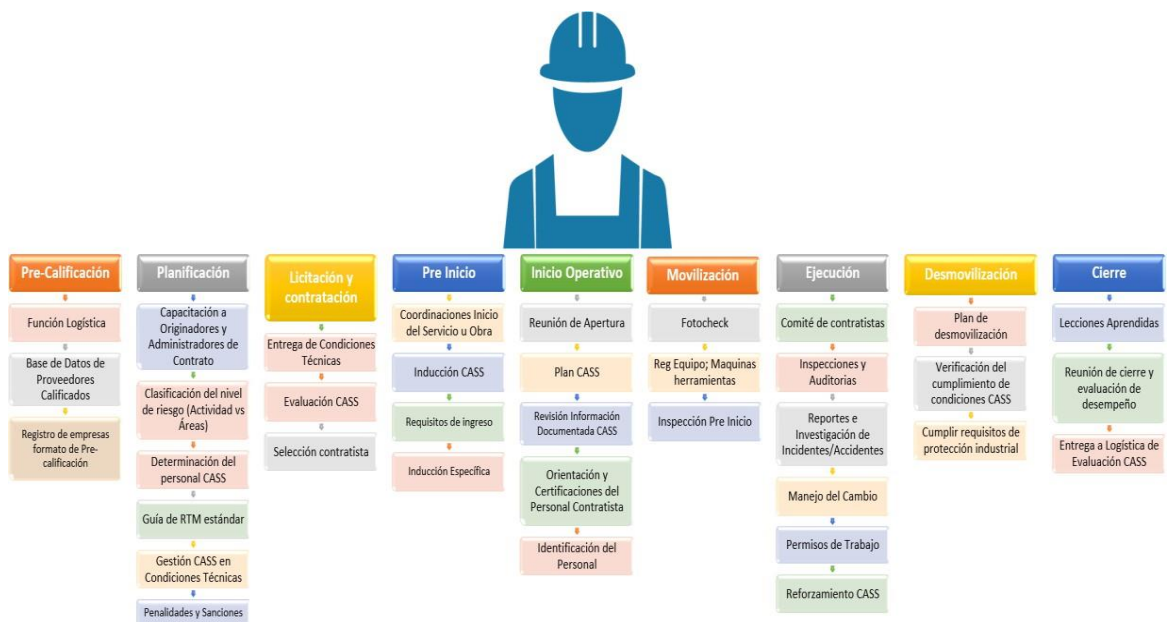 Pre-Calificación
Función Logística
Base de Datos de
Proveedores
Calificados
Registro de empresas
formato de Pre-
calificación
Planificación
Capacitación a
Originadores y
Administradores de
Contrato
Clasificación del nivel
de riesgo (Actividad vs
Áreas)
Determinación del
personal CASS
Guía de RTM estándar
Gestión CASS en
Condiciones Técnicas
Penalidades y Sanciones
Licitación y
contratación
Entrega de Condiciones
Técnicas
Evaluación CASS
Selección contratista
Pre Inicio
Coordinaciones Inicio
del Servicio u Obra
Inducción CASS
Requisitos de ingreso
Inducción Específica
Inicio Operativo
Reunión de Apertura
Plan CASS
Revisión Información
Documentada CASS
Orientación y
Certificaciones del
Personal Contratista
Identificación del
Personal
Movilización
Fotocheck
Reg Equipo; Maquinas
herramientas
Inspección Pre Inicio
Ejecución
Comité de contratistas
Inspecciones y
Auditorias
Reportes e
Investigación de
Incidentes/Accidentes
Manejo del Cambio
Permisos de Trabajo
Reforzamiento CASS
Desmovilización
Plan de
desmovilización
Verificación del
cumplimiento de
condiciones CASS
Cumplir requisitos de
protección industrial
Cierre
Lecciones Aprendidas
Reunión de cierre y
evaluación de
desempeño
Entrega a Logística de
Evaluación CASS